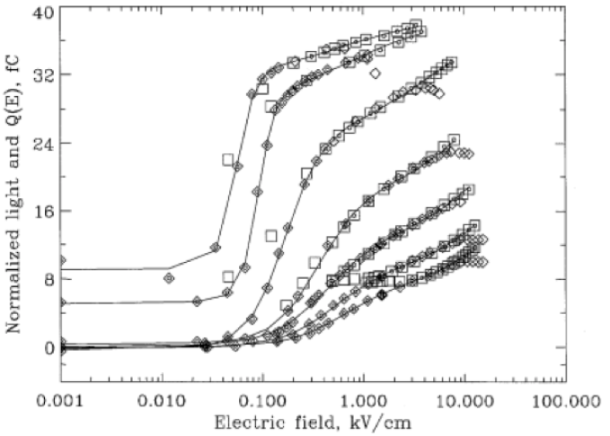 Normalized light and Q(E), fC
40
32
24
16
8
0
0.001 0.010 0.100 1.000 10.000 100.000
Electric field, kV/cm